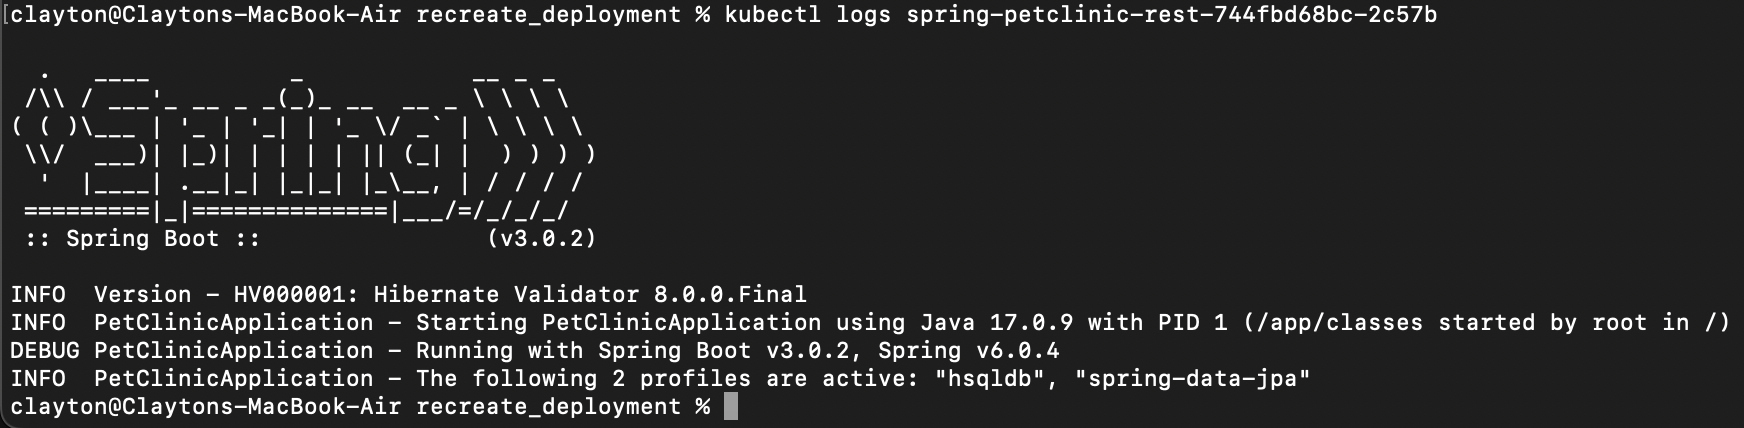 [clayton@Claytons-MacBook-Air recreate_deployment % kubectl logs spring-petclinic-rest-744fbd68bc-2c57b
  .   ____          _            __ _ _
 /\\ / ___'_ __ _ _(_)_ __  __ _ \ \ \ \
( ( )\___ | '_ | '_| | '_ \/ _` | \ \ \ \
 \\/  ___)| |_)| | | | | || (_| |  ) ) ) )
  '  |____| .__|_| |_|_| |_\__, | / / / /
 =========|_|==============|___/=/_/_/_/
 :: Spring Boot ::                (v3.0.2)
INFO  Version - HV000001: Hibernate Validator 8.0.0.Final
INFO  PetClinicApplication - Starting PetClinicApplication using Java 17.0.9 with PID 1 (/app/classes started by root in /)
DEBUG PetClinicApplication - Running with Spring Boot v3.0.2, Spring v6.0.4
INFO  PetClinicApplication - The following 2 profiles are active: "hsqldb", "spring-data-jpa"
clayton@Claytons-MacBook-Air recreate_deployment %